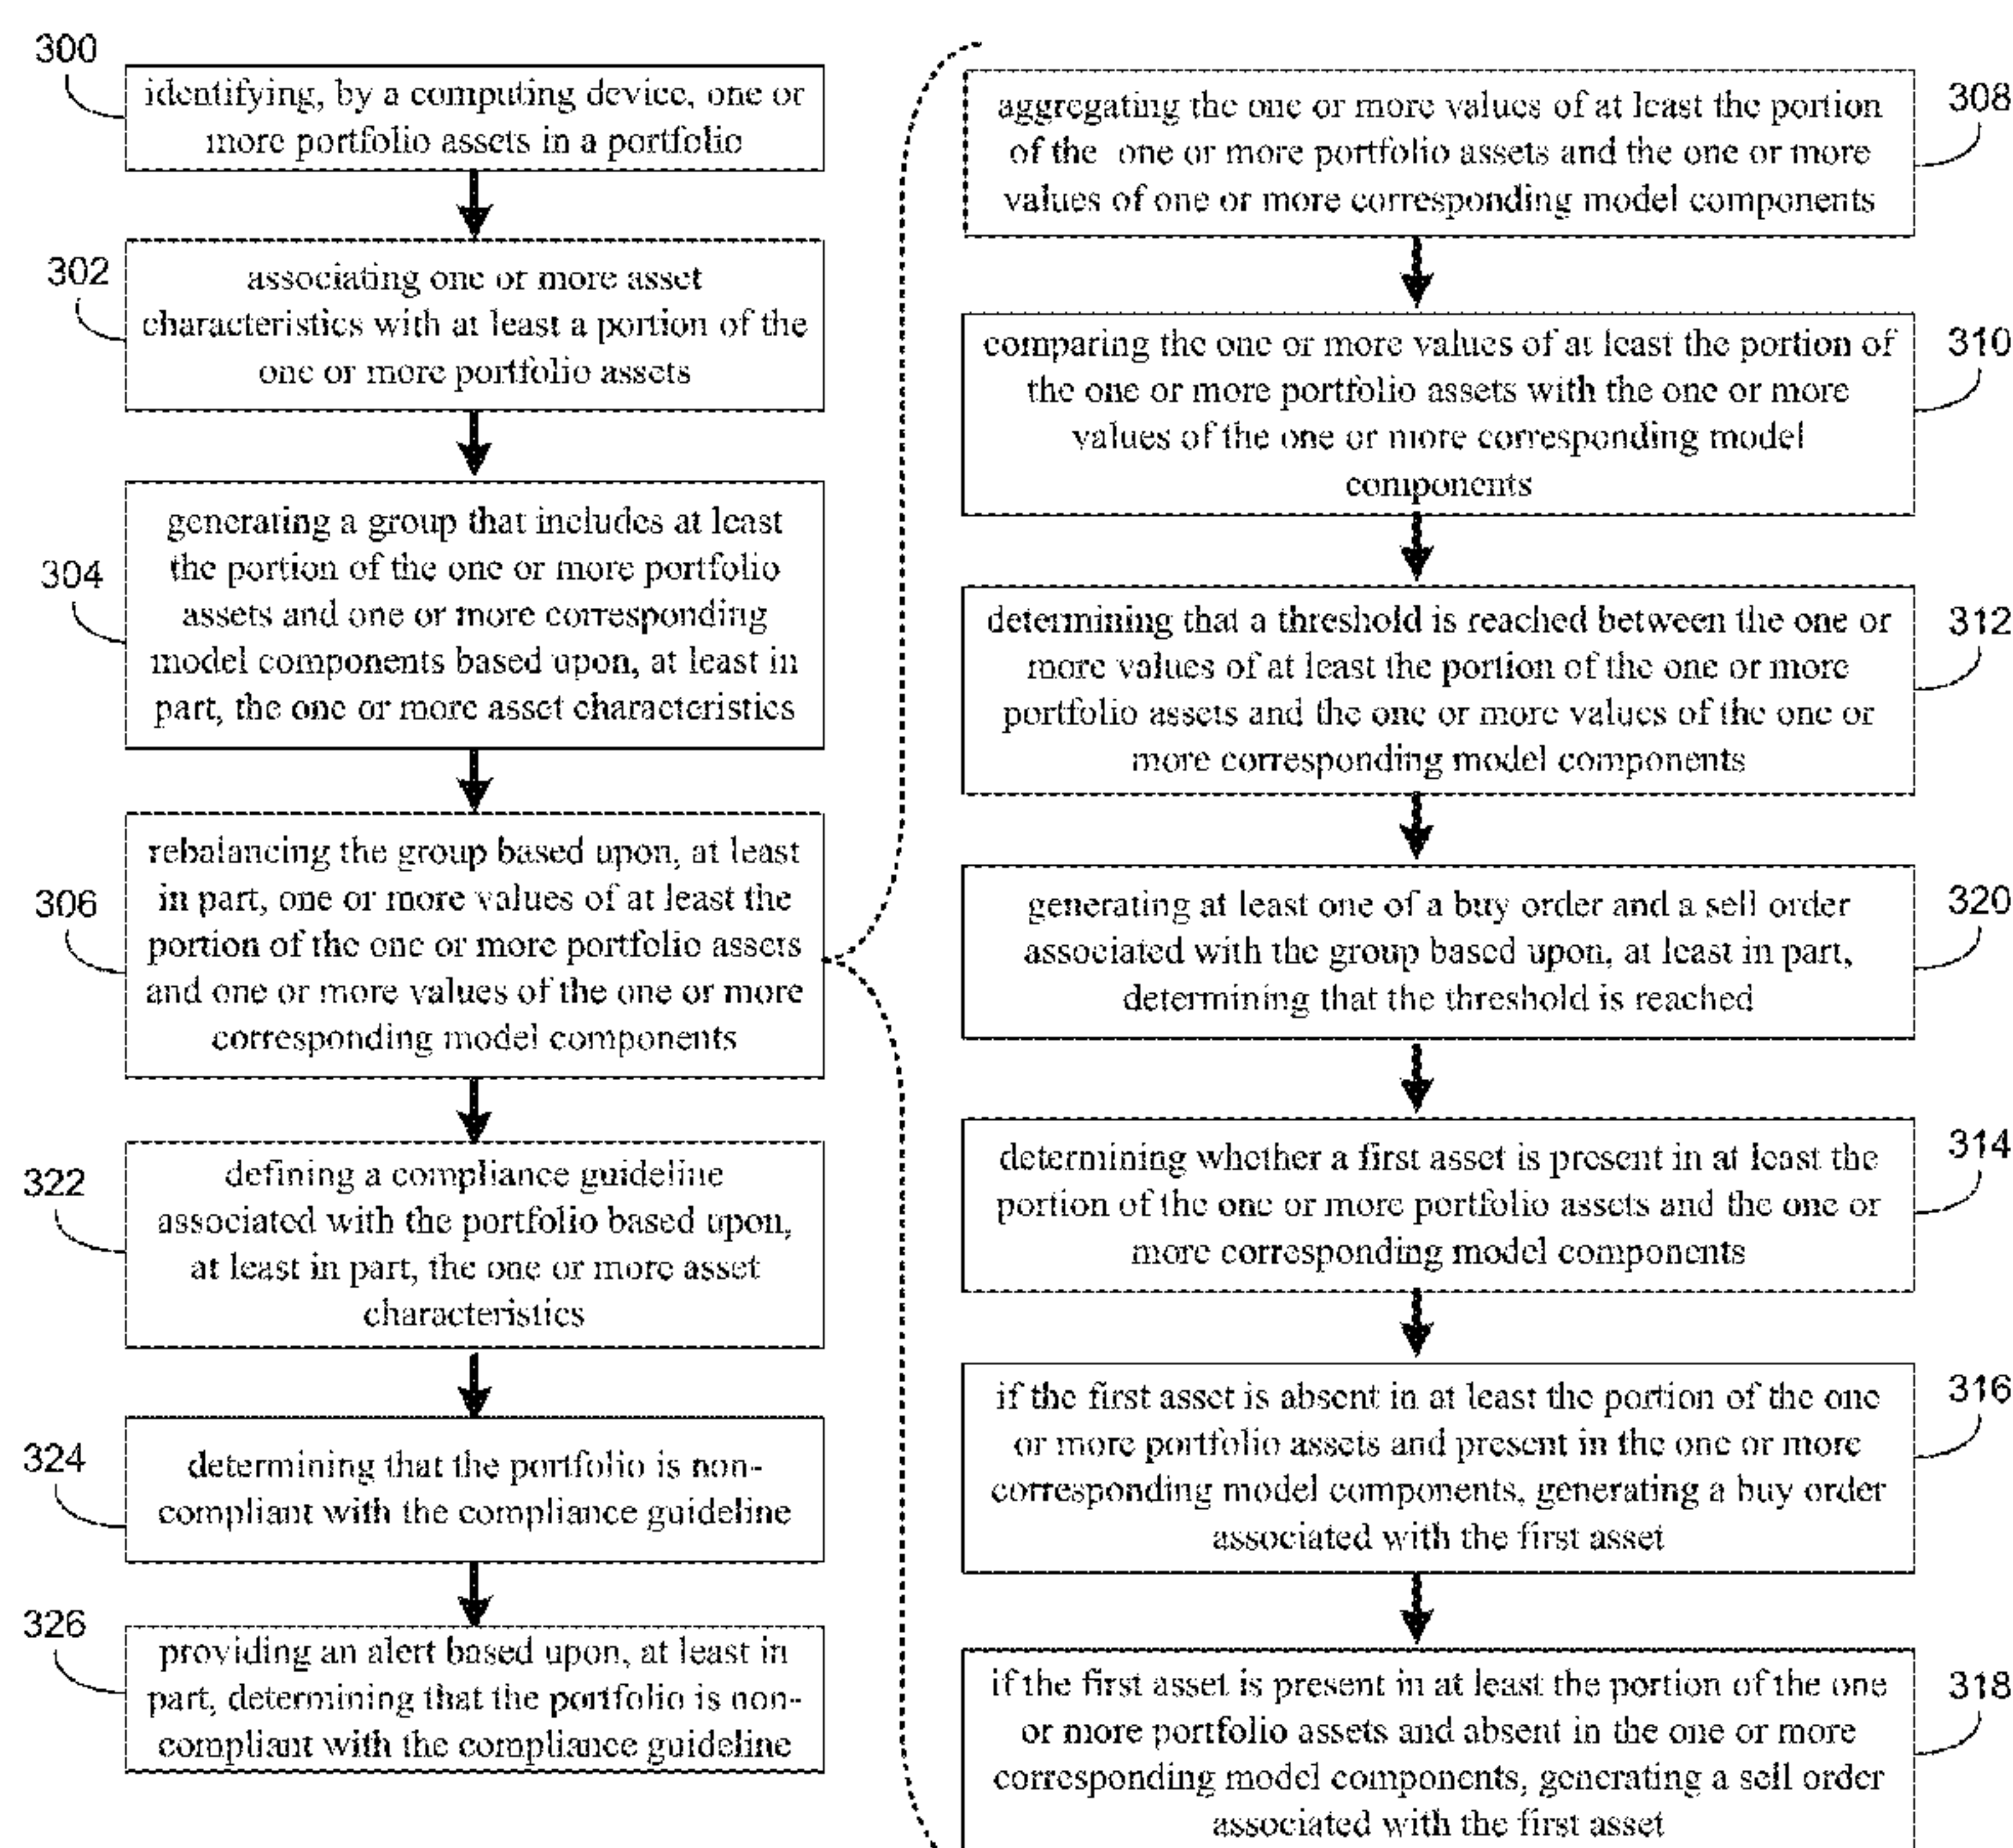 300
identifying, by a computing device, one or
more portfolio assets in a portfolio
302
associating one or more asset
characteristics with at least a portion of the
one or more portfolio assets
304
generating a group that includes at least
the portion of the one or more portfolio
assets and one or more corresponding
model components based upon, at least in
part, the one or more asset characteristics
306
rebalancing the group based upon, at least
in part, one or more values of at least the
portion of the one or more portfolio assets
and one or more values of the one or more
corresponding model components
322
defining a compliance guideline
associated with the portfolio based upon,
at least in part, the one or more asset
characteristics
324
determining that the portfolio is non-
compliant with the compliance guideline
326
providing an alert based upon, at least in
part, determining that the portfolio is non-
compliant with the compliance guideline
308
aggregating the one or more values of at least the portion
of the one or more portfolio assets and the one or more
values of one or more corresponding model components
310
comparing the one or more values of at least the portion of
the one or more portfolio assets with the one or more
values of the one or more corresponding model
components
312
determining that a threshold is reached between the one or
more values of at least the portion of the one or more
portfolio assets and the one or more values of the one or
more corresponding model components
320
generating at least one of a buy order and a sell order
associated with the group based upon, at least in part,
determining that the threshold is reached
314
determining whether a first asset is present in at least the
portion of the one or more portfolio assets and the one or
more corresponding model components
316
if the first asset is absent in at least the portion of the one
or more portfolio assets and present in the one or more
corresponding model components, generating a buy order
associated with the first asset
318
if the first asset is present in at least the portion of the one
or more portfolio assets and absent in the one or more
corresponding model components, generating a sell order
associated with the first asset